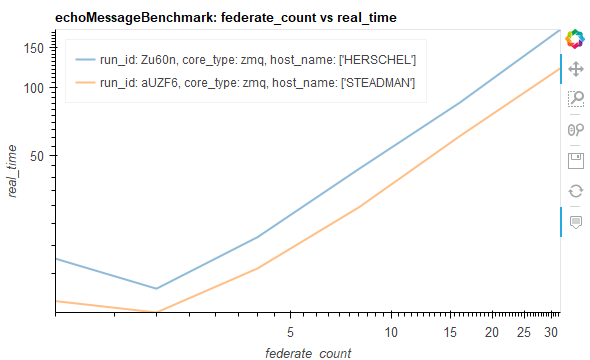 echoMessageBenchmark: federate_count vs real_time
run_id: Zu60n, core_type: zmq, host_name: ['HERSCHEL']
run_id: aUZF6, core_type: zmq, host_name: ['STEADMAN']
150
100
50
real_time
5 10 15 20 25 30
federate_count